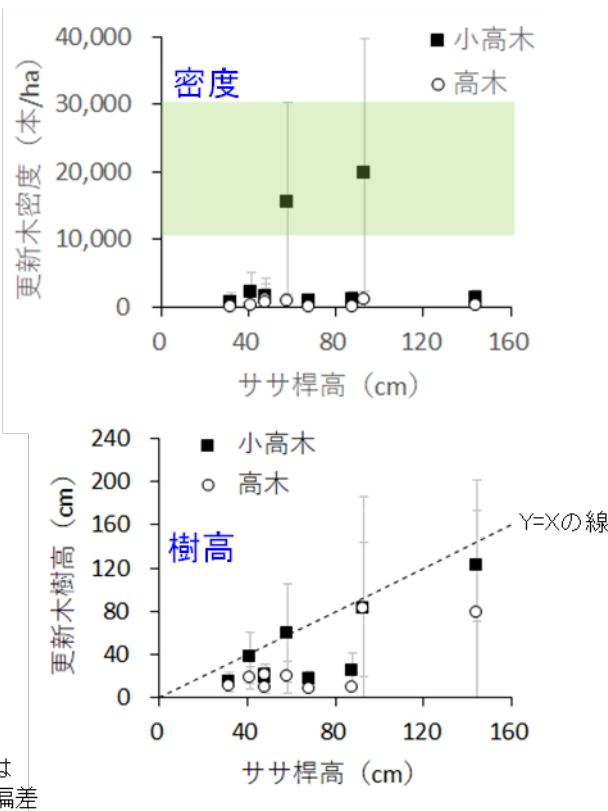 40,000
30,000
20,000
10,000
0
更新木密度（本/ha）
密度
■ 小高木
○ 高木
0 40 80 120 160
ササ桿高（cm）
240
200
160
120
80
40
0
更新木樹高（cm）
■ 小高木
○ 高木
樹高
Y=Xの線
0 40 80 120 160
ササ桿高（cm）
は
偏差